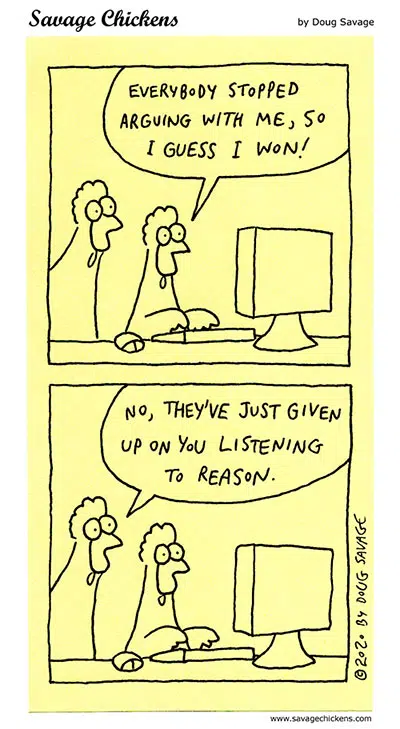 Savage Chickens
by Doug Savage
EVERYBODY STOPPED
ARGUING WITH ME, SO
I GUESS I WON!
NO, THEY'VE JUST GIVEN
UP ON YOU LISTENING
TO REASON.
©2020 BY DOUG SAVAGE
www.savagechickens.com